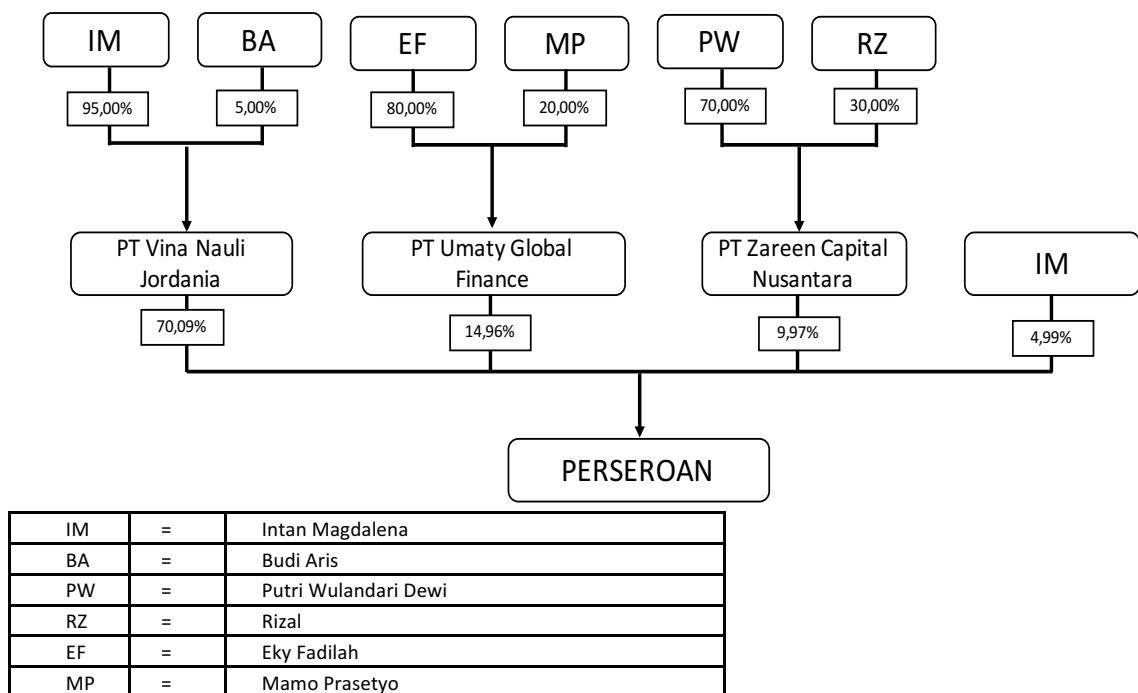 IM BA EF MP PW RZ
95,00% 5,00% 80,00% 20,00% 70,00% 30,00%
PT Vina Nauli
Jordania
PT Umaty Global
Finance
PT Zareen Capital
Nusantara
IM
70,09% 14,96% 9,97% 4,99%
PERSEROAN
IM = Intan Magdalena
BA = Budi Aris
PW = Putri Wulandari Dewi
RZ = Rizal
EF = Eky Fadilah
MP = Mamo Prasetyo